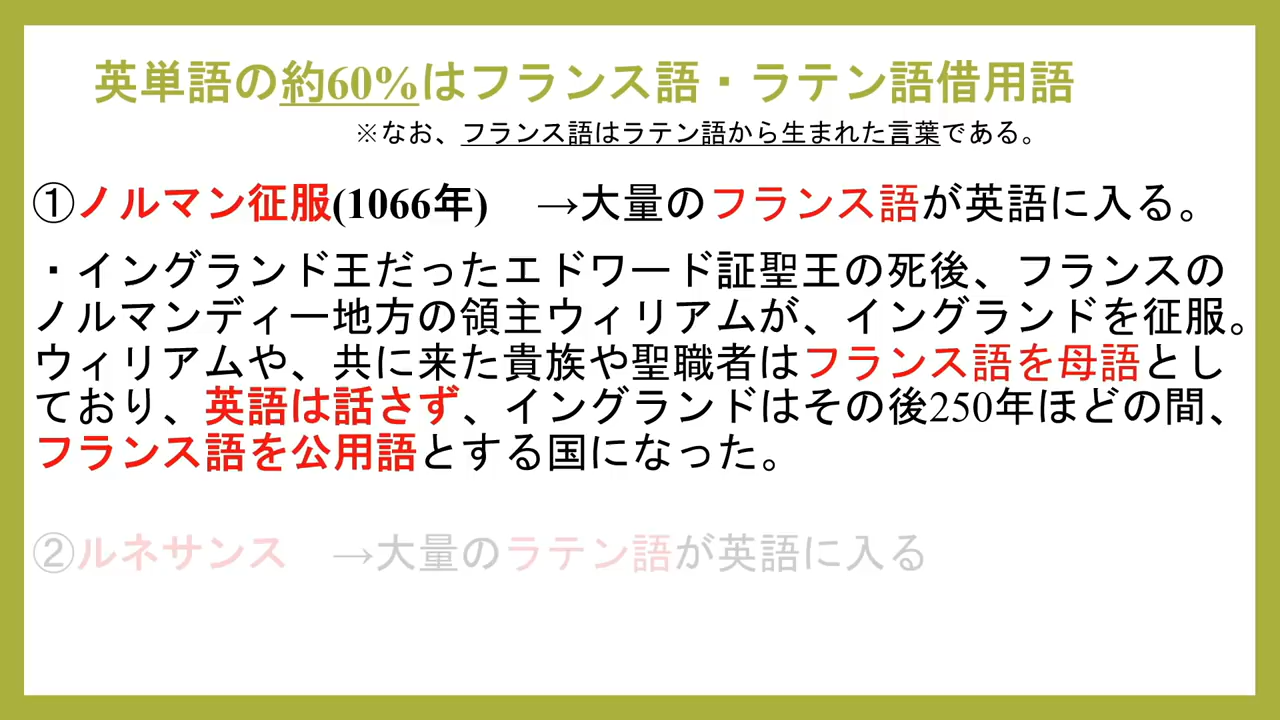 英単語の約60%はフランス語・ラテン語借用語
※なお、フランス語はラテン語から生まれた言葉である。
①ノルマン征服(1066年)　→大量のフランス語が英語に入る。
・イングランド王だったエドワード証聖王の死後、フランスの
ノルマンディー地方の領主ウィリアムが、イングランドを征服。
ウィリアムや、共に来た貴族や聖職者はフランス語を母語とし
ており、英語は話さず、イングランドはその後250年ほどの間、
フランス語を公用語とする国になった。
②ルネサンス　→大量のラテン語が英語に入る